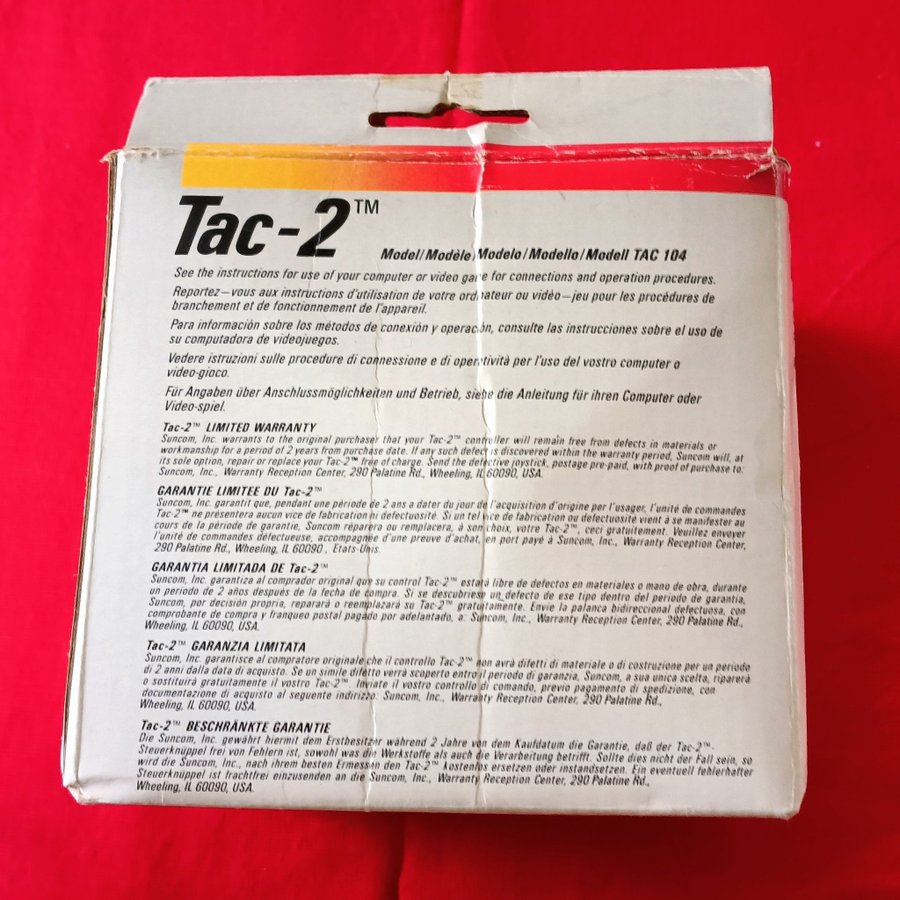 Tac-2™
Model/Modèle/Modelo/Modello/Modell TAC 104
See the instructions for use of your computer or video game for connections and operation procedures.
Reportez—vous aux instructions d'utilisation de votre ordinateur ou vidéo—jeu pour les procédures de
branchement et de fonctionnement de l'appareil.
Para información sobre los métodos de conexión y operación, consulte las instrucciones sobre el uso de
su computadora de videojuegos.
Vedere istruzioni sulle procedure di connessione e di operatività per l'uso del vostro computer o
video-gioco.
Für Angaben über Anschlussmöglichkeiten und Betrieb, siehe die Anleitung für ihren Computer oder
Video-spiel.
Tac-2™ LIMITED WARRANTY
Suncom, Inc. warrants to the original purchaser that your Tac-2™ controller will remain free from defects in materials or
workmanship for a period of 2 years from purchase date. If any such defect is discovered within the warranty period, Suncom will, at
its sole option, repair or replace your Tac-2™ free of charge. Send the defective joystick, postage pre-paid, with proof of purchase to:
Suncom, Inc., Warranty Reception Center, 290 Palatine Rd., Wheeling, IL 60090, USA.
GARANTIE LIMITEE DU Tac-2™
Suncom, Inc. garantit que, pendant une période de 2 ans a dater du jour de l'acquisition d'origine per l'usager, l'unité de commandes
Tac-2™ ne présentera aucun vice de fabrication ni defectuosité. Si un tel vice de fabrication ou defectuosité vient à se manifester au
cours de la période de garantie, Suncom réparera ou remplacera, à son choix, votre Tac-2™, ceci gratuitement. Veuillez envoyer
l'unité de commandes défectueuse, accompagnée d'une preuve d'achat, en port payé à Suncom, Inc., Warranty Reception Center,
290 Palatine Rd., Wheeling, IL 60090, Etats-Unis.
GARANTIA LIMITADA DE Tac-2™
Suncom, Inc. garantiza al comprador original que su control Tac-2™ estará libre de defectos en materiales o mano de obra, durante
un período de 2 años después de la fecha de compra. Si se descubriese un defecto de ese tipo dentro del período de garantía,
Suncom, por decisión propria, reparará o reemplazará su Tac-2™ gratuitamente. Envie la palanca bidireccional defectuosa, con
comprobante de compra y franqueo postal pagado por adelantado, a: Suncom, Inc., Warranty Reception Center, 290 Palatine Rd.,
Wheeling, IL 60090, USA.
Tac-2™ GARANZIA LIMITATA
Suncom, Inc. garantisce al compratore originale che il controllo Tac-2™ non avrà difetti di materiale o di costruzione per un periodo
di 2 anni dalla data di acquisto. Se un simile difetto verrà scoperto entro il periodo di garanzia, Suncom, a sua unica scelta, riparerà
o sostituirà gratuitamente il vostro Tac-2™. Inviate il vostro controllo di comando, previo pagamento di spedizione, con
documentazione di acquisto al seguente indirizzo: Suncom, Inc., Warranty Reception Center, 290 Palatine Rd.,
Wheeling, IL 60090, USA.
Tac-2™ BESCHRÄNKTE GARANTIE
Die Suncom, Inc. gewährt hiermit dem Erstbesitzer während 2 Jahre von dem Kaufdatum die Garantie, daß der Tac-2™-
Steuerknüppel frei von Fehlern ist, sowohl was die Werkstoffe als auch die Verarbeitung betrifft. Sollte dies nicht der Fall sein, so
wird die Suncom, Inc., nach ihrem besten Ermessen den Tac-2™ kostenlos ersetzen oder instandsetzen. Ein eventuell fehlerhafter
Steuerknüppel ist frachtfrei einzusenden an die Suncom, Inc., Warranty Reception Center, 290 Palatine Rd.,
Wheeling, IL 60090, USA.